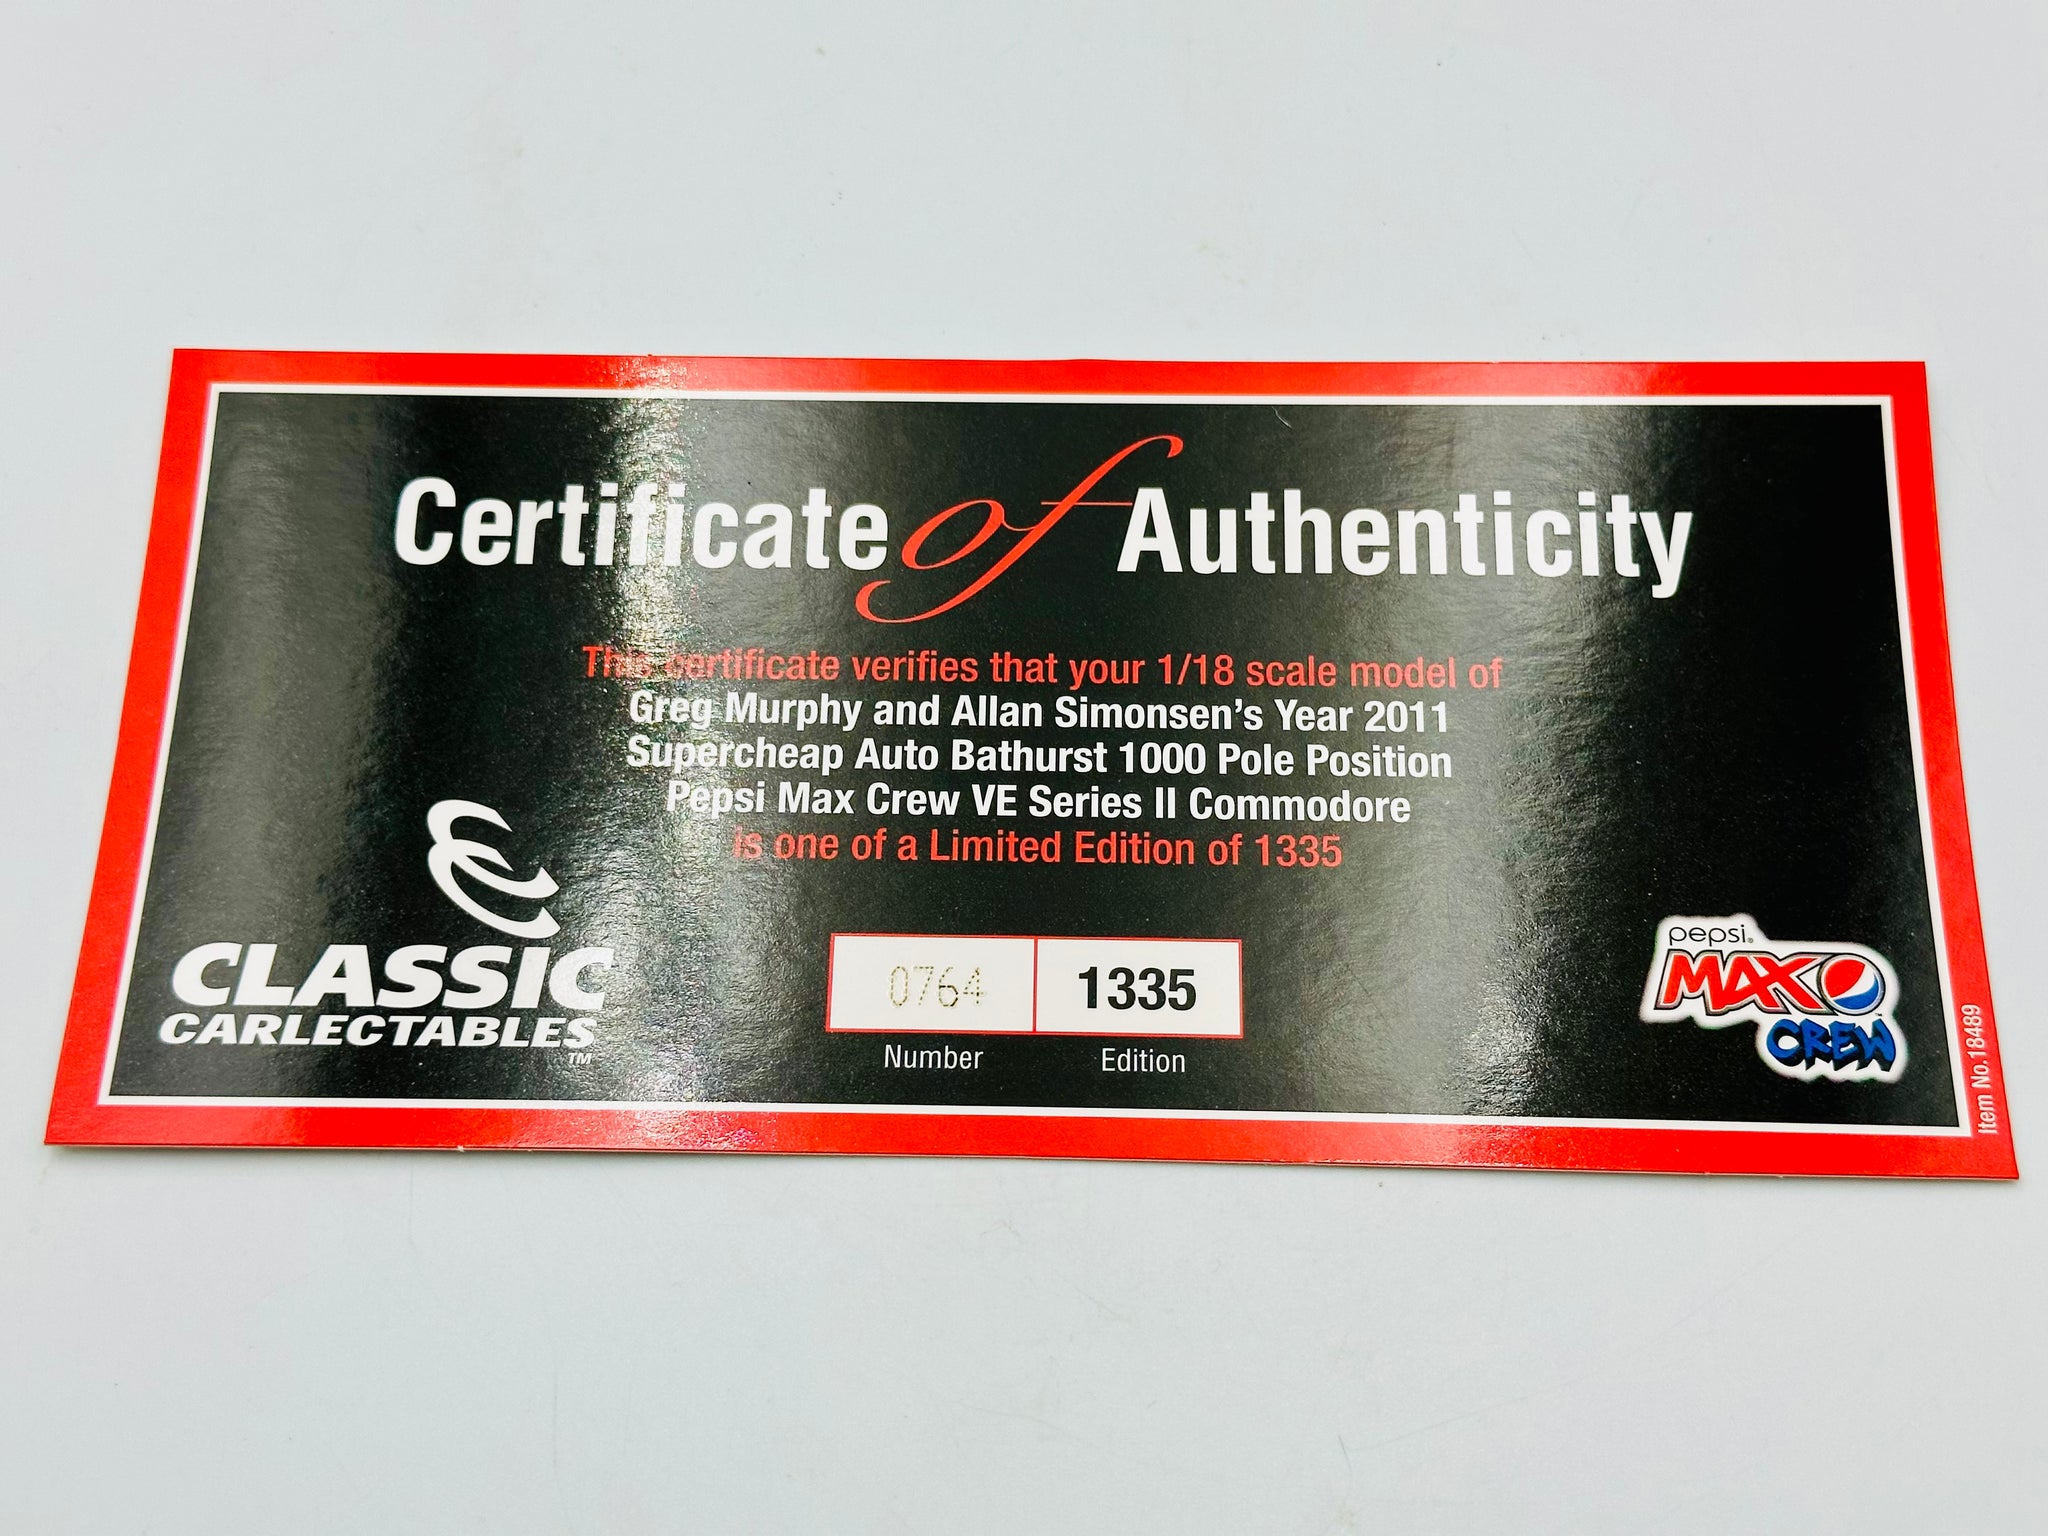 Certificate of Authenticity
This certificate verifies that your 1/18 scale model of
Greg Murphy and Allan Simonsen's Year 2011
Supercheap Auto Bathurst 1000 Pole Position
Pepsi Max Crew VE Series II Commodore
is one of a Limited Edition of 1335
CLASSIC
CARLECTABLES
TM
0764
1335
Number
Edition
pepsi
MAX
CREW
Item No.18489